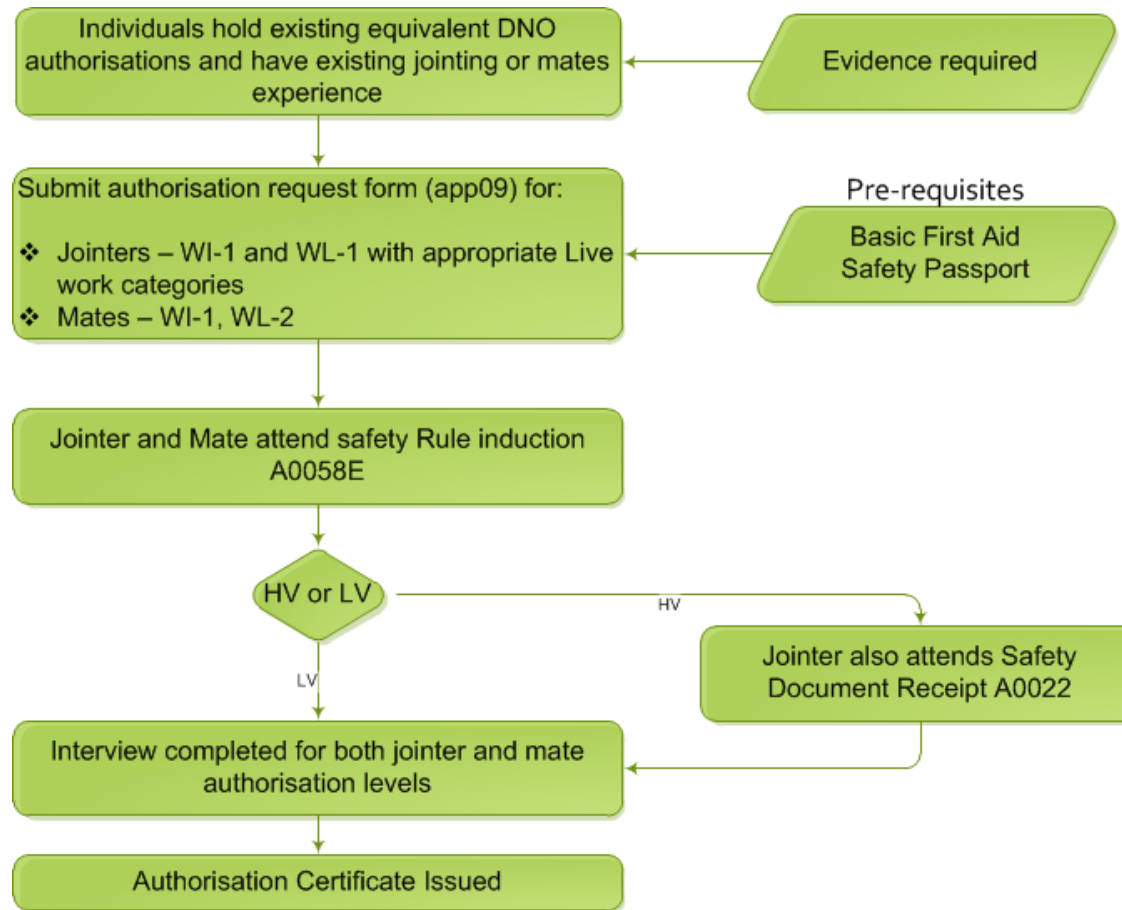 Individuals hold existing equivalent DNO
authorisations and have existing jointing or mates
experience
Evidence required
Submit authorisation request form (app09) for:
❖ Jointers – WI-1 and WL-1 with appropriate Live
work categories
❖ Mates – WI-1, WL-2
Pre-requisites
Basic First Aid
Safety Passport
Jointer and Mate attend safety Rule induction
A0058E
HV or LV
HV
Jointer also attends Safety
Document Receipt A0022
LV
Interview completed for both jointer and mate
authorisation levels
Authorisation Certificate Issued